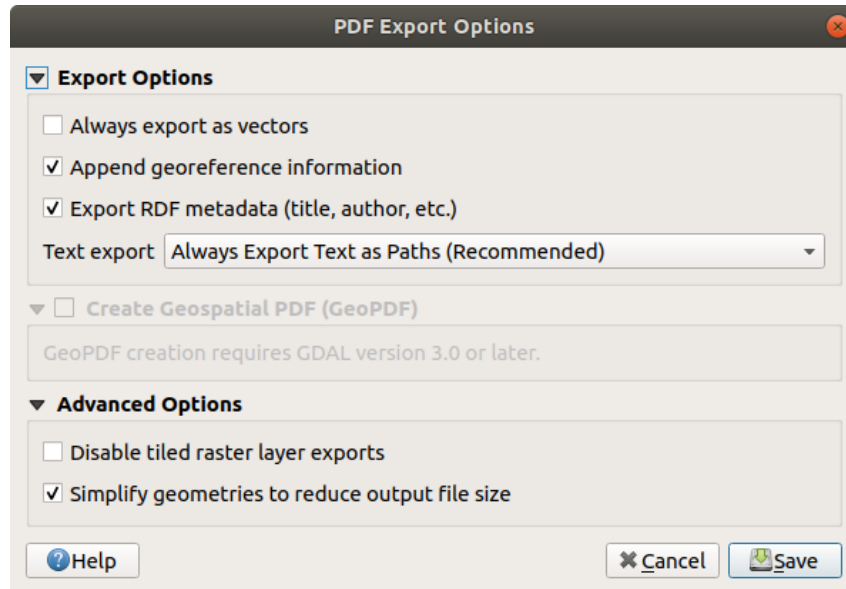 PDF Export Options
Export Options
Always export as vectors
Append georeference information
Export RDF metadata (title, author, etc.)
Text export Always Export Text as Paths (Recommended)
Create Geospatial PDF (GeoPDF)
GeoPDF creation requires GDAL version 3.0 or later.
Advanced Options
Disable tiled raster layer exports
Simplify geometries to reduce output file size
Help Cancel Save